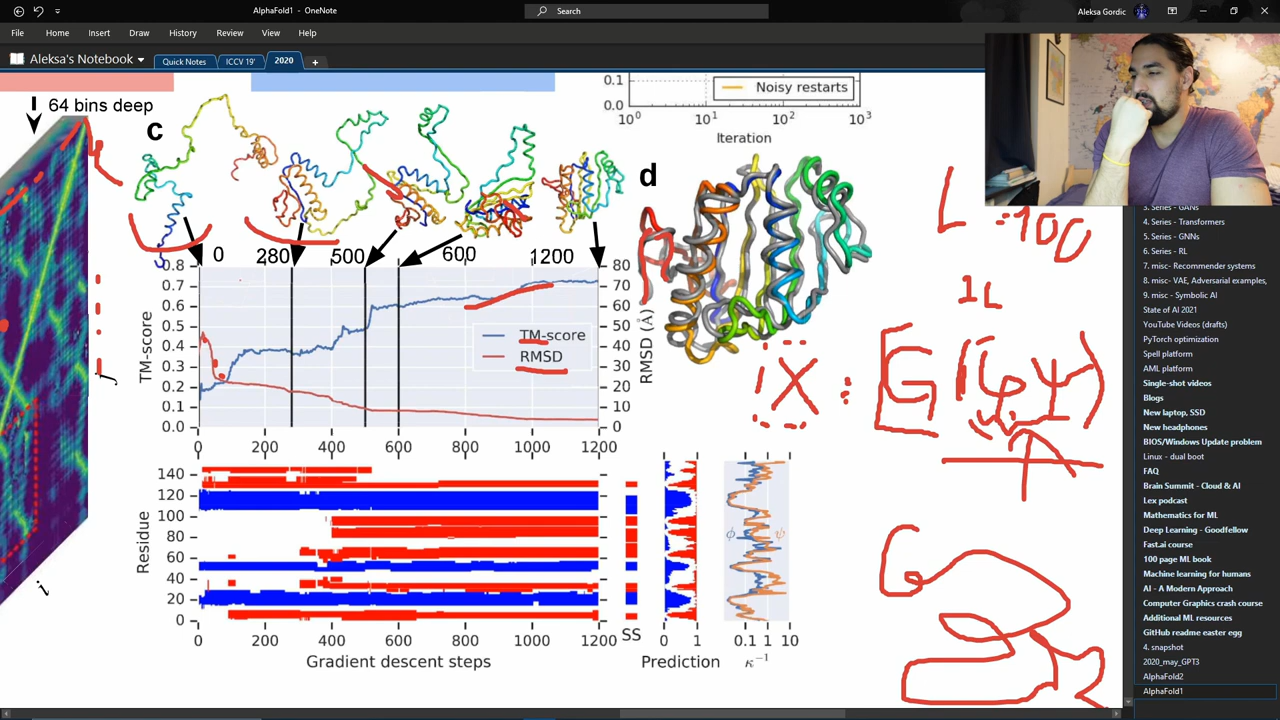 AlphaFold1 - OneNote
Search
Aleksa Gordic
File
Home
Insert
Draw
History
Review
View
Help
Aleksa's Notebook
Quick Notes
ICCV 19'
2020
+
64 bins deep
c
0
280
500
600
1200
0.8
0.7
0.6
0.5
0.4
0.3
0.2
0.1
0.0
TM-score
TM-score
RMSD
80
70
60
50
40
30
20
10
0
RMSD (Å)
0
200
400
600
800
1000
1200
140
120
100
80
60
40
20
0
Residue
0
200
400
600
800
1000
1200
Gradient descent steps
SS
0
1
Prediction
ϕ
ψ
0.1
1
10
κ⁻¹
j
i
0.1
0.0
Noisy restarts
10⁰
10¹
10²
10³
Iteration
d
L
100
1L
X : G(φ,ψ)
3. Series - GANs
4. Series - Transformers
5. Series - GNNs
6. Series - RL
7. misc- Recommender systems
8. misc- VAE, Adversarial examples,
9. misc - Symbolic AI
State of AI 2021
YouTube Videos (drafts)
PyTorch optimization
Spell platform
AML platform
Single-shot videos
Blogs
New laptop, SSD
New headphones
BIOS/Windows Update problem
Linux - dual boot
FAQ
Brain Summit - Cloud & AI
Lex podcast
Mathematics for ML
Deep Learning - Goodfellow
Fast.ai course
100 page ML book
Machine learning for humans
AI - A Modern Approach
Computer Graphics crash course
Additional ML resources
GitHub readme easter egg
4. snapshot
2020_may_GPT3
AlphaFold2
AlphaFold1